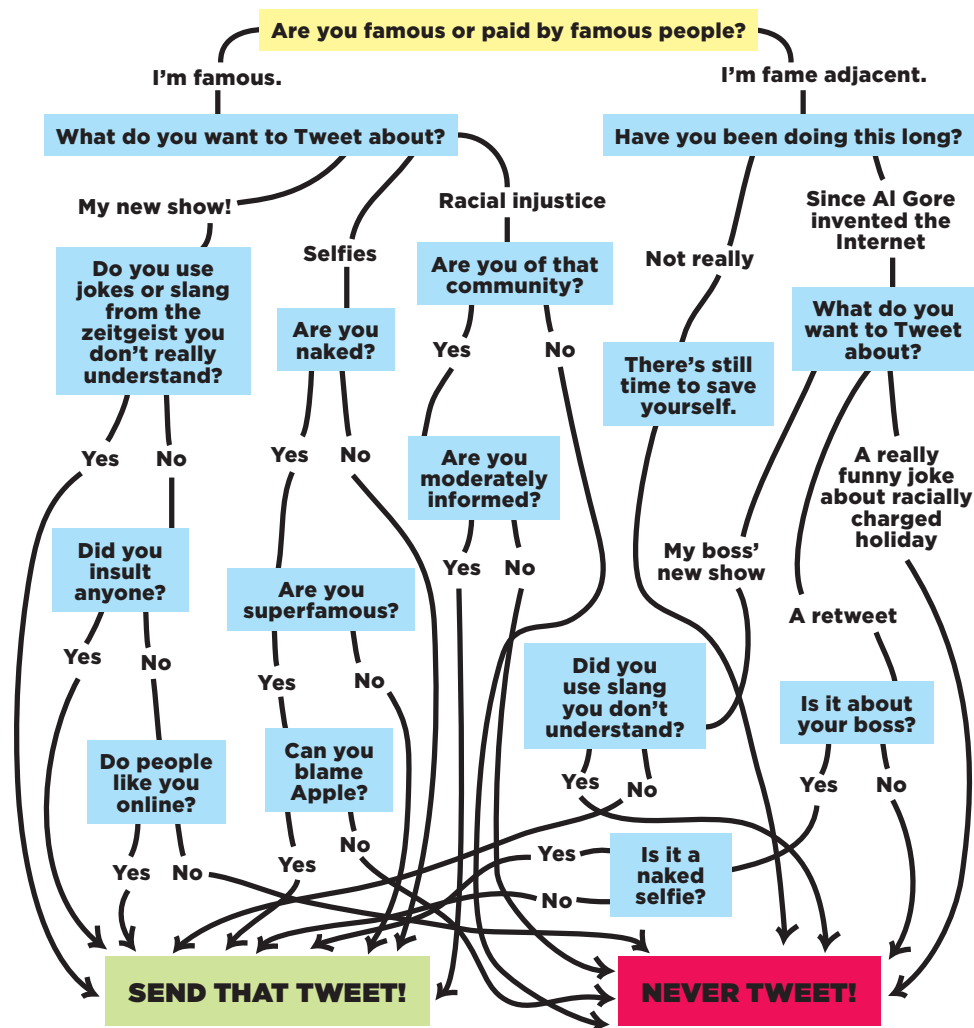 Are you famous or paid by famous people?
I'm famous.
I'm fame adjacent.
What do you want to Tweet about?
Have you been doing this long?
My new show!
Selfies
Racial injustice
Not really
Since Al Gore
invented the
Internet
Do you use
jokes or slang
from the
zeitgeist you
don't really
understand?
Are you
naked?
Are you of that
community?
There's still
time to save
yourself.
What do you
want to Tweet
about?
Yes
No
Yes
No
Yes
No
Are you
moderately
informed?
My boss'
new show
A retweet
A really
funny joke
about racially
charged
holiday
Did you
insult
anyone?
Are you
superfamous?
Yes
No
Yes
No
Yes
No
Did you
use slang
you don't
understand?
Is it about
your boss?
Do people
like you
online?
Can you
blame
Apple?
Yes
No
Yes
No
Yes
No
Yes
No
Is it a
naked
selfie?
Yes
No
SEND THAT TWEET!
NEVER TWEET!